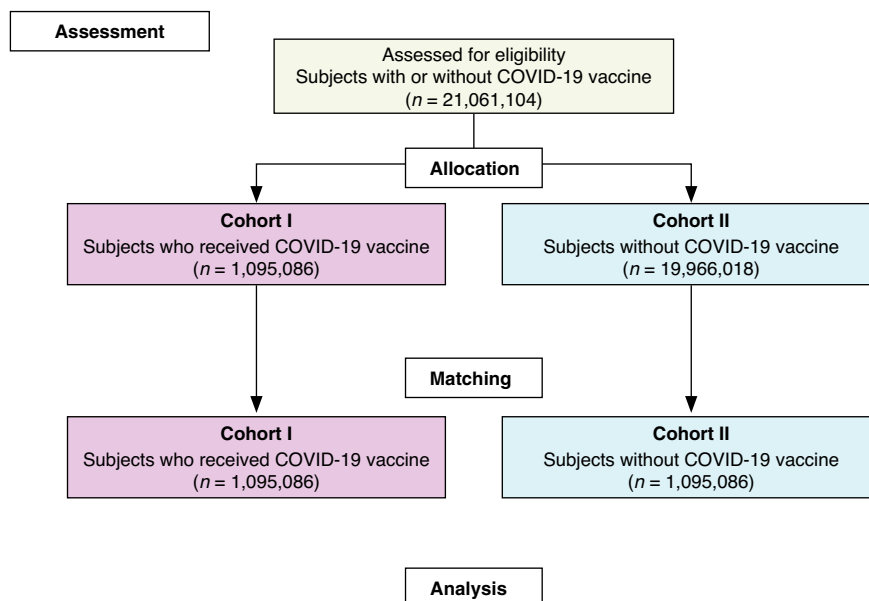 Assessment
Assessed for eligibility
Subjects with or without COVID-19 vaccine
(n = 21,061,104)
Allocation
Cohort I
Subjects who received COVID-19 vaccine
(n = 1,095,086)
Cohort II
Subjects without COVID-19 vaccine
(n = 19,966,018)
Matching
Cohort I
Subjects who received COVID-19 vaccine
(n = 1,095,086)
Cohort II
Subjects without COVID-19 vaccine
(n = 1,095,086)
Analysis